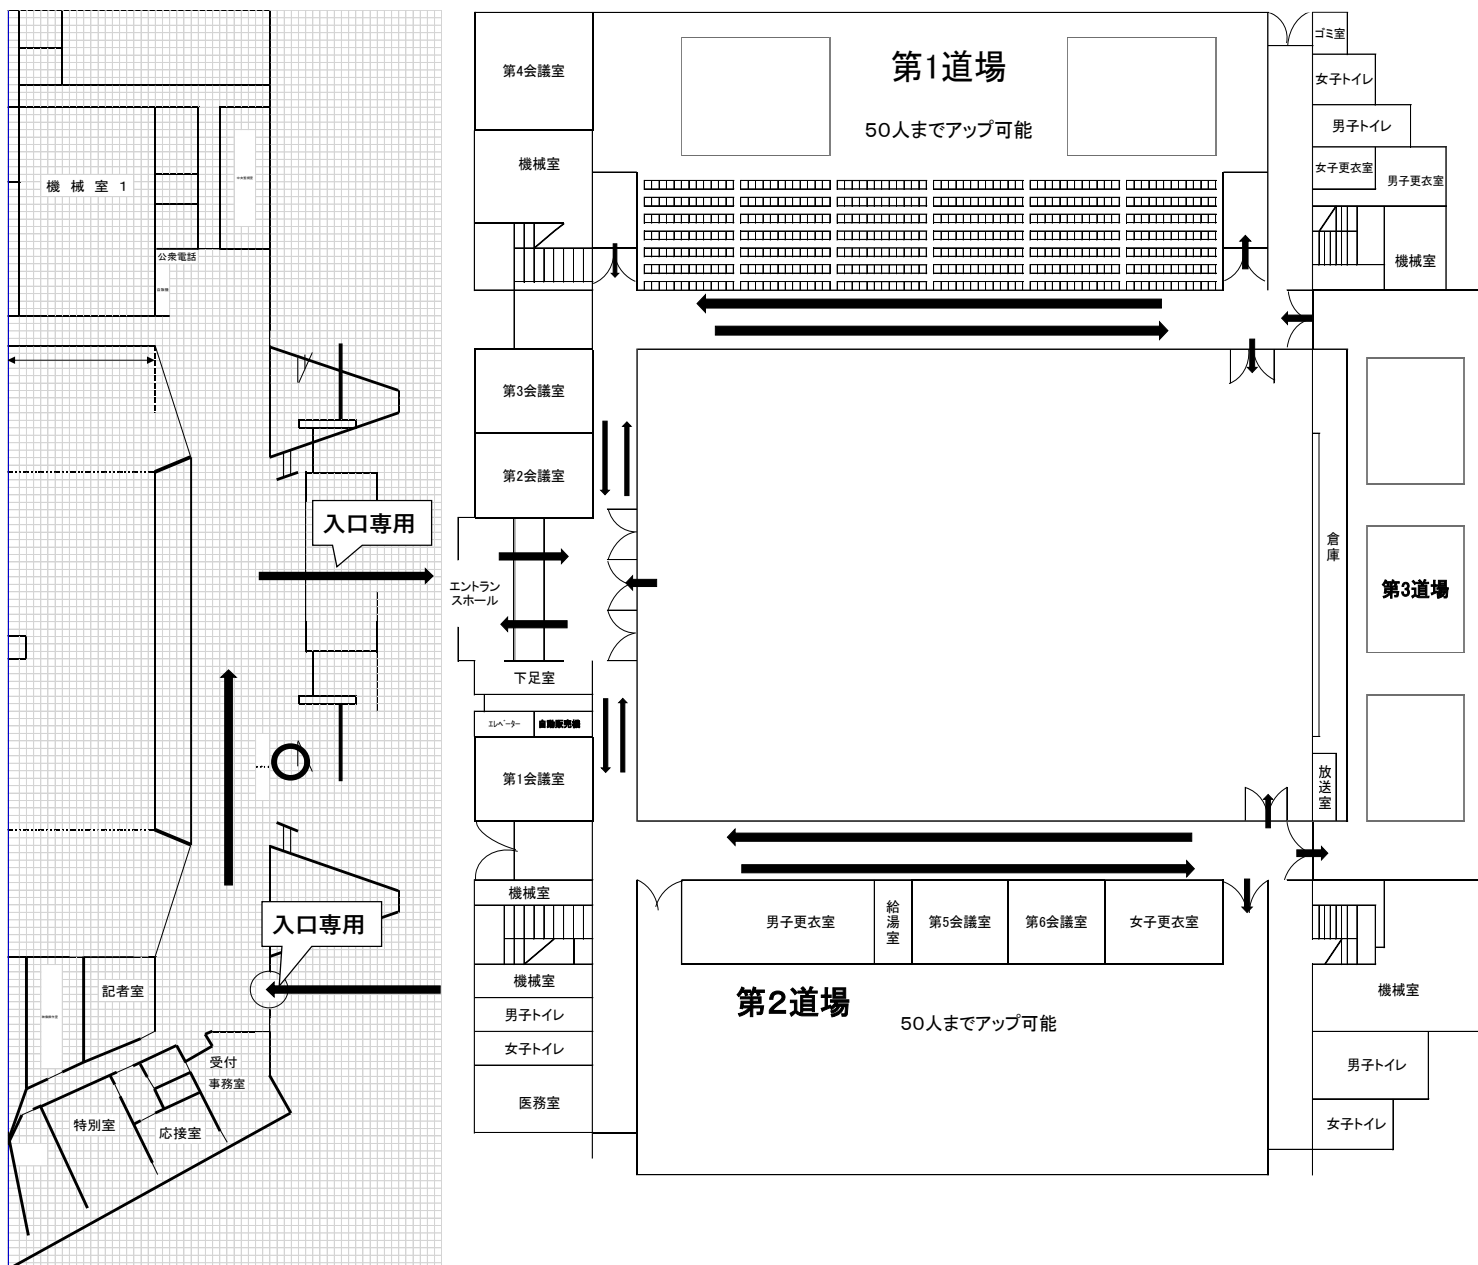 機 械 室 1
公衆電話
入口専用
入口専用
記者室
受付
事務室
特別室
応接室
第4会議室
第1道場
50人までアップ可能
機械室
ゴミ室
女子トイレ
男子トイレ
女子更衣室
男子更衣室
機械室
第3会議室
第2会議室
エントラン
スホール
下足室
エレベーター
自動販売機
第1会議室
倉庫
第3道場
放送室
機械室
男子更衣室
給湯室
第5会議室
第6会議室
女子更衣室
機械室
第2道場
50人までアップ可能
男子トイレ
女子トイレ
医務室
機械室
男子トイレ
女子トイレ